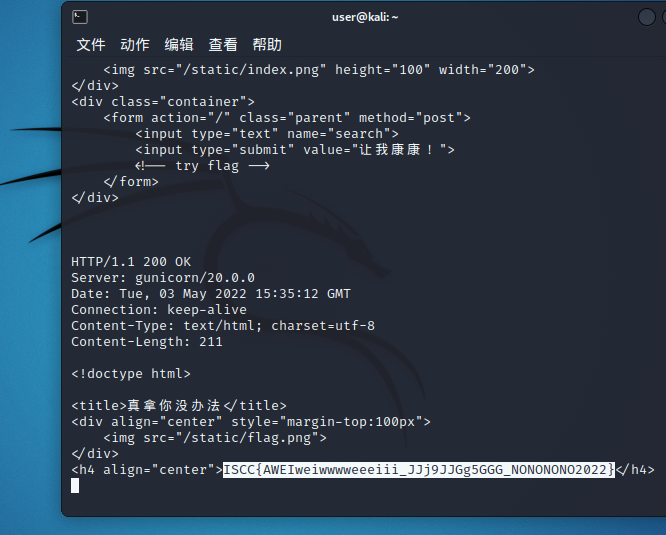 user@kali: ~
文件 动作 编辑 查看 帮助
<img src="/static/index.png" height="100" width="200">
</div>
<div class="container">
<form action="/" class="parent" method="post">
<input type="text" name="search">
<input type="submit" value="让我康康！">
<!-- try flag -->
</form>
</div>
HTTP/1.1 200 OK
Server: gunicorn/20.0.0
Date: Tue, 03 May 2022 15:35:12 GMT
Connection: keep-alive
Content-Type: text/html; charset=utf-8
Content-Length: 211
<!doctype html>
<title>真拿你没办法</title>
<div align="center" style="margin-top:100px">
<img src="/static/flag.png">
</div>
<h4 align="center">ISCC{AWEIweiwwwweeeiii_JJj9JJGg5GGG_NONONONO2022}</h4>